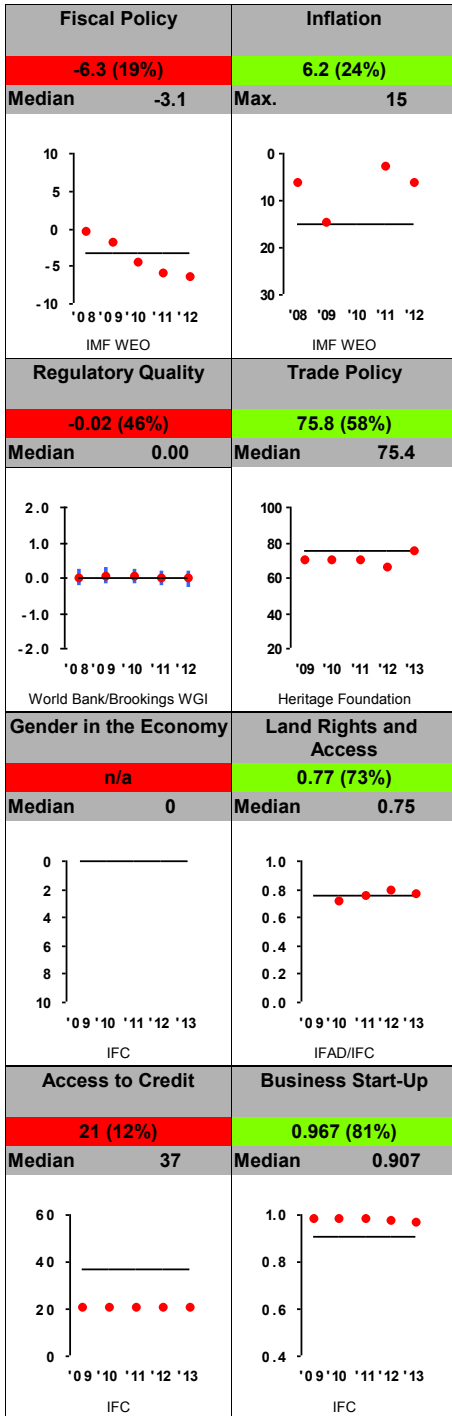 Fiscal Policy
-6.3 (19%)
Median -3.1
10
5
0
-5
-10
'08 '09 '10 '11 '12
IMF WEO
Inflation
6.2 (24%)
Max. 15
0
10
20
30
'08 '09 '10 '11 '12
IMF WEO
Regulatory Quality
-0.02 (46%)
Median 0.00
2.0
1.0
0.0
-1.0
-2.0
'08 '09 '10 '11 '12
World Bank/Brookings WGI
Trade Policy
75.8 (58%)
Median 75.4
100
80
60
40
20
'09 '10 '11 '12 '13
Heritage Foundation
Gender in the Economy
n/a
Median 0
0
2
4
6
8
10
'09 '10 '11 '12 '13
IFC
Land Rights and
Access
0.77 (73%)
Median 0.75
1.0
0.8
0.6
0.4
0.2
0.0
'09 '10 '11 '12 '13
IFAD/IFC
Access to Credit
21 (12%)
Median 37
60
40
20
0
'09 '10 '11 '12 '13
IFC
Business Start-Up
0.967 (81%)
Median 0.907
1.0
0.8
0.6
0.4
'09 '10 '11 '12 '13
IFC